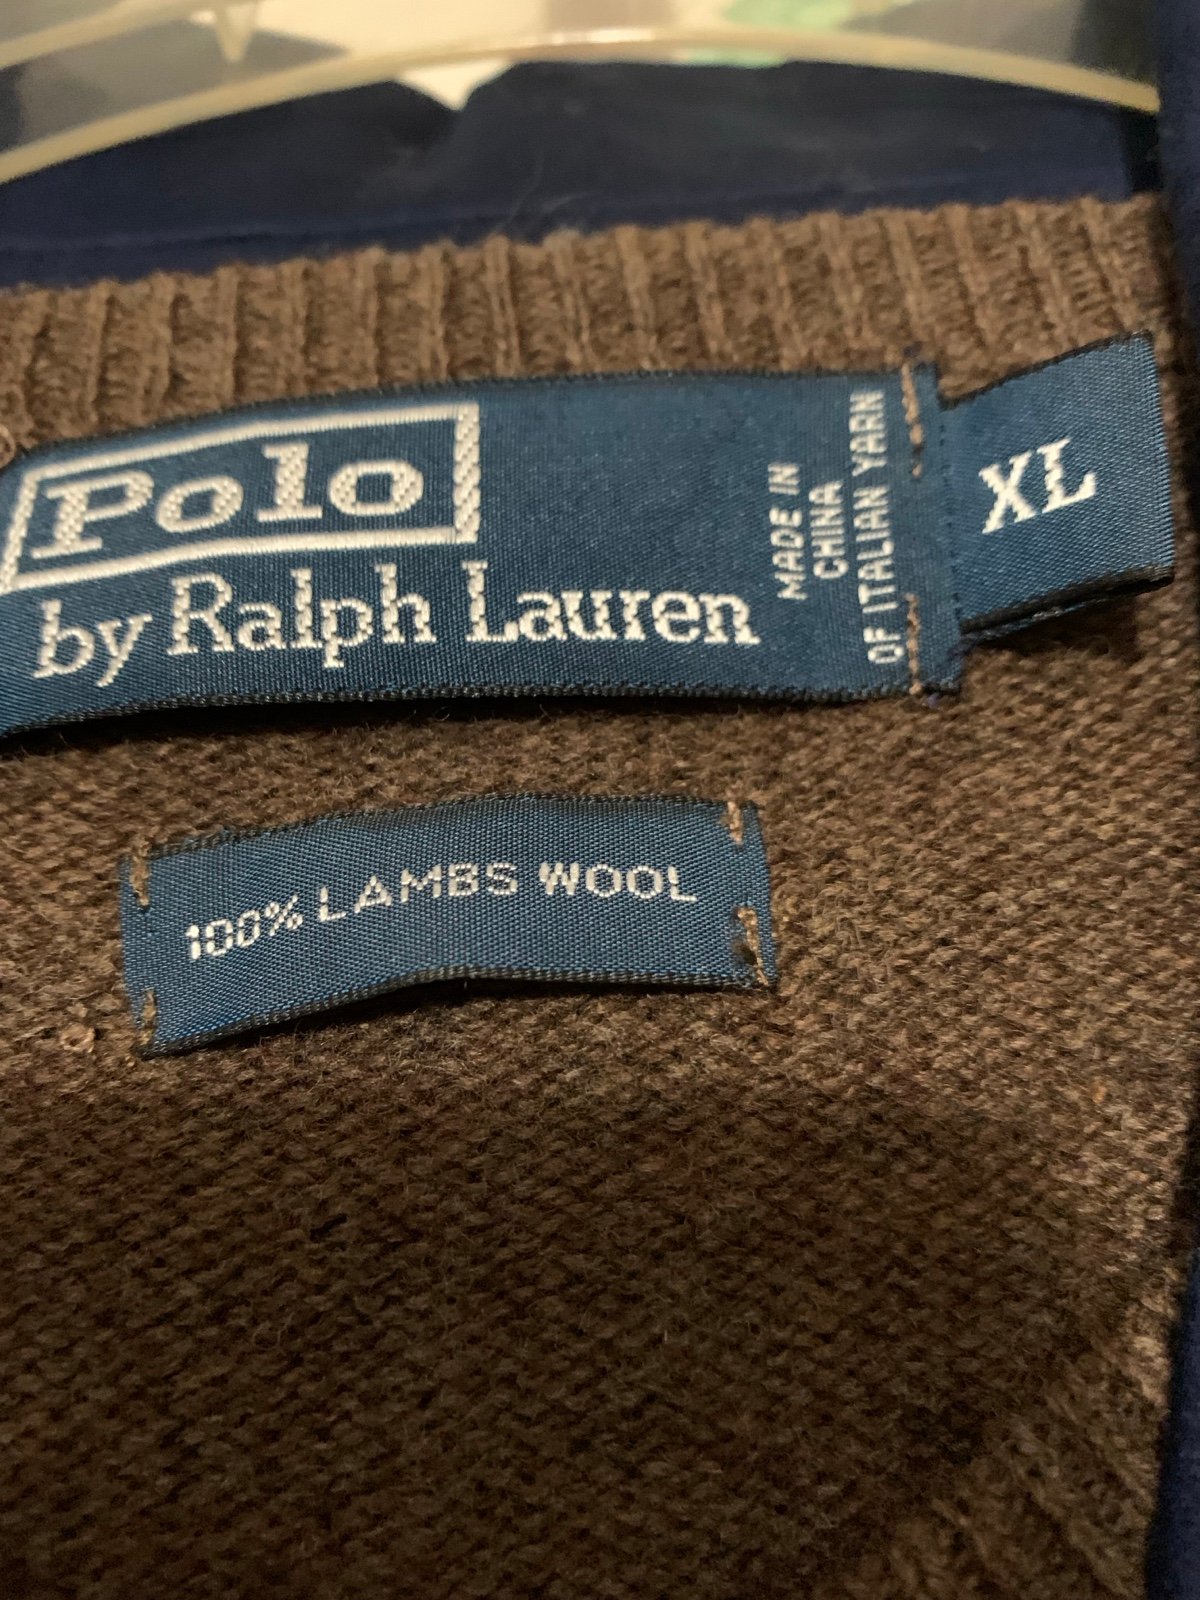 Polo
by Ralph Lauren
MADE IN
CHINA
OF ITALIAN YARN
XL
100% LAMBS WOOL